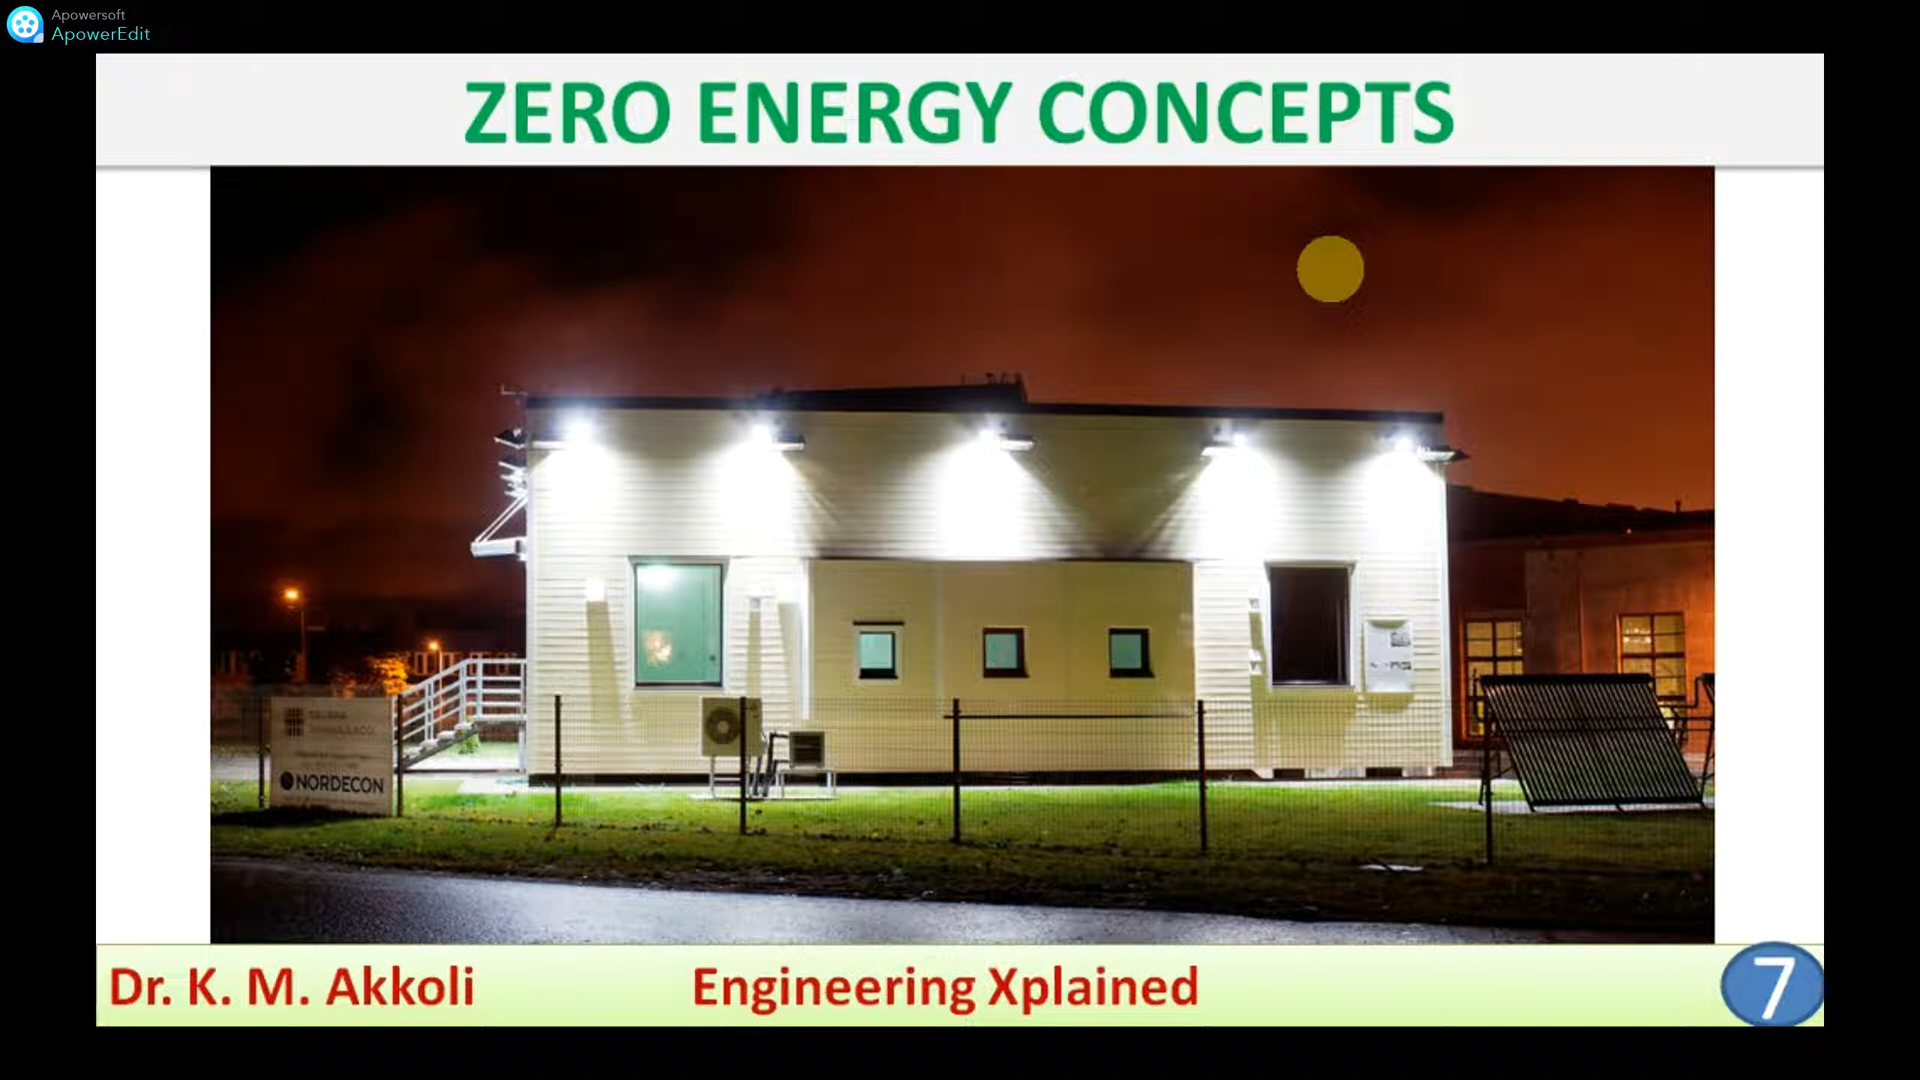 Apowersoft
ApowerEdit
ZERO ENERGY CONCEPTS
NORDECON
Dr. K. M. Akkoli
Engineering Xplained
7